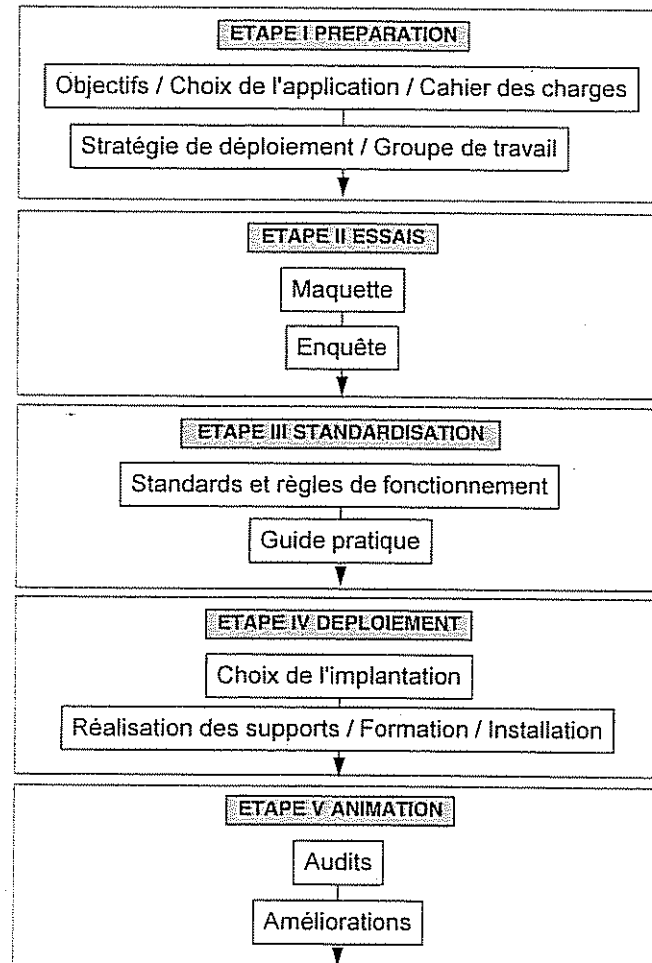 ETAPE I PREPARATION
Objectifs / Choix de l'application / Cahier des charges
Stratégie de déploiement / Groupe de travail
ETAPE II ESSAIS
Maquette
Enquête
ETAPE III STANDARDISATION
Standards et règles de fonctionnement
Guide pratique
ETAPE IV DEPLOIEMENT
Choix de l'implantation
Réalisation des supports / Formation / Installation
ETAPE V ANIMATION
Audits
Améliorations